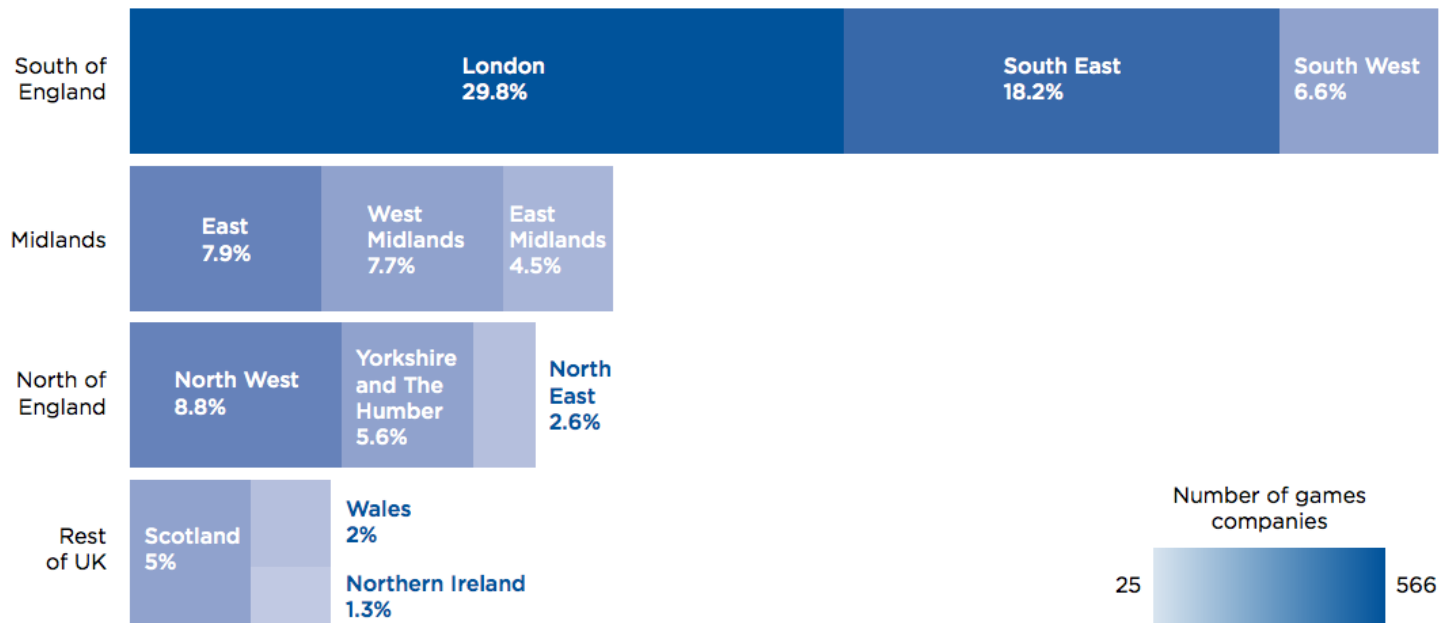 South of
England
London
29.8%
South East
18.2%
South West
6.6%
Midlands
East
7.9%
West
Midlands
7.7%
East
Midlands
4.5%
North of
England
North West
8.8%
Yorkshire
and The
Humber
5.6%
North
East
2.6%
Rest
of UK
Scotland
5%
Wales
2%
Northern Ireland
1.3%
Number of games
companies
25
566